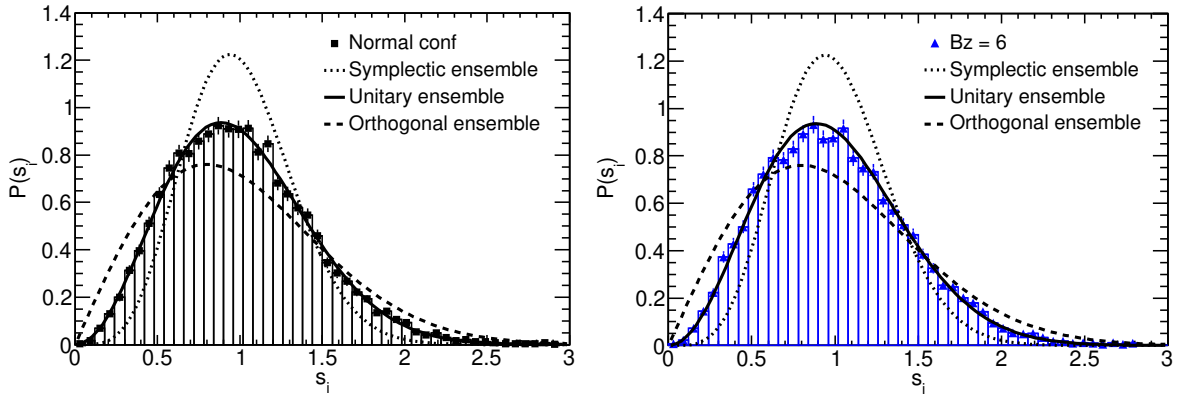 1.4
1.2
1
0.8
0.6
0.4
0.2
0
P(s_i)
Normal conf
Symplectic ensemble
Unitary ensemble
Orthogonal ensemble
0 0.5 1 1.5 2 2.5 3
s_i
1.4
1.2
1
0.8
0.6
0.4
0.2
0
P(s_i)
Bz = 6
Symplectic ensemble
Unitary ensemble
Orthogonal ensemble
0 0.5 1 1.5 2 2.5 3
s_i